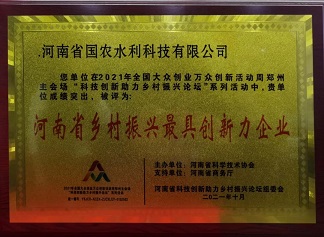 .河南省国农水利科技有限公司
您单位在2021年全国大众创业万众创新活动周郑州
主会场“科技创新助力乡村振兴论坛”系列活动中,贵单
位成绩突出,被评为:
河南省乡村振兴最具创新力企业
主办单位:河南省科学技术协会
支持单位:河南省商务厅
河南省科技创新助力乡村振兴论坛组委会
二〇二一年十月